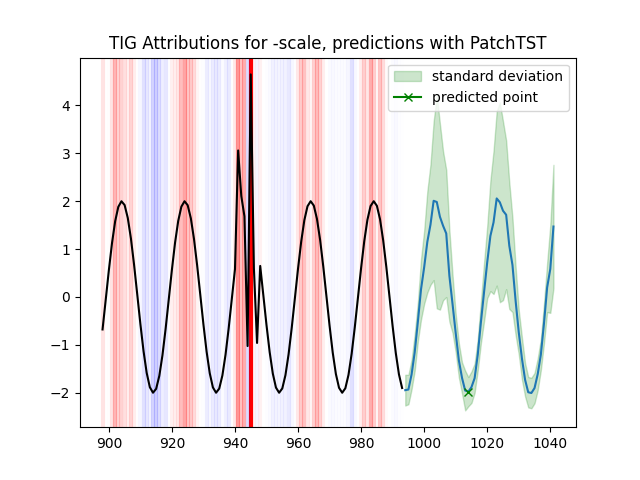 TIG Attributions for -scale, predictions with PatchTST
standard deviation
predicted point
4
3
2
1
0
−1
−2
900 920 940 960 980 1000 1020 1040